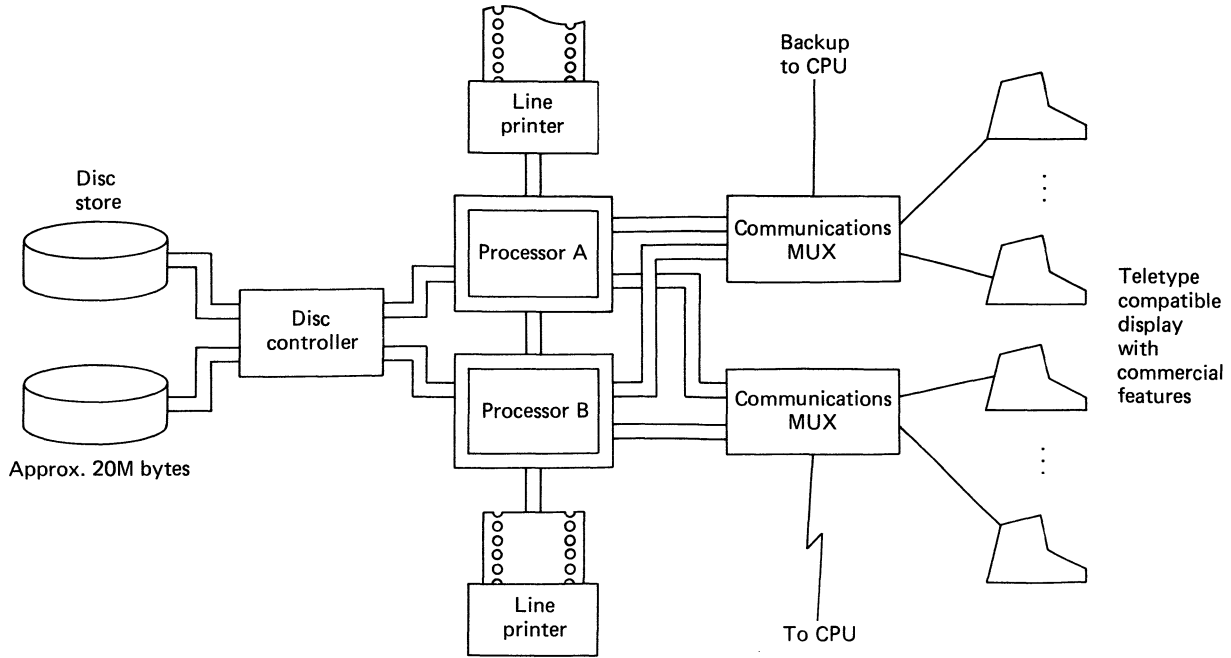 Backup
to CPU
Line
printer
Disc
store
Processor A
Communications
MUX
Teletype
compatible
display
with
commercial
features
Disc
controller
Processor B
Communications
MUX
Approx. 20M bytes
Line
printer
To CPU